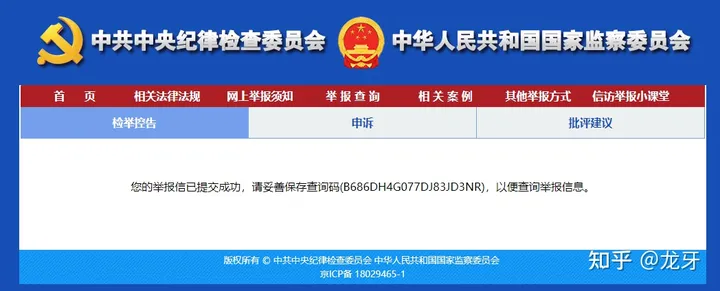 中共中央纪律检查委员会 中华人民共和国国家监察委员会
首 页 相关法律法规 网上举报须知 举报查询 相关案例 其他举报方式 信访举报小课堂
检举控告 申诉 批评建议
您的举报信已提交成功，请妥善保存查询码(B686DH4G077DJ83JD3NR)，以便查询举报信息。
版权所有 © 中共中央纪律检查委员会 中华人民共和国国家监察委员会
京ICP备 18029465-1
知乎 @龙牙